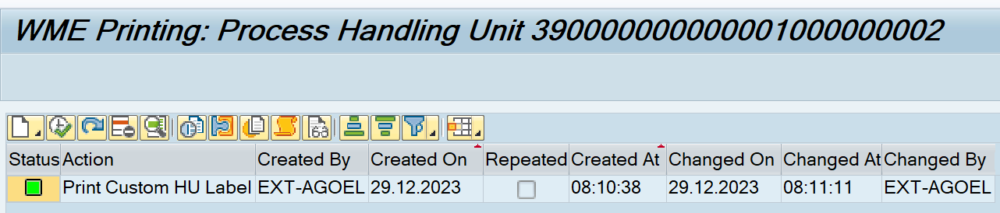 WME Printing: Process Handling Unit 390000000000001000000002
Status Action Created By Created On Repeated Created At Changed On Changed At Changed By
Print Custom HU Label EXT-AGOEL 29.12.2023 08:10:38 29.12.2023 08:11:11 EXT-AGOEL